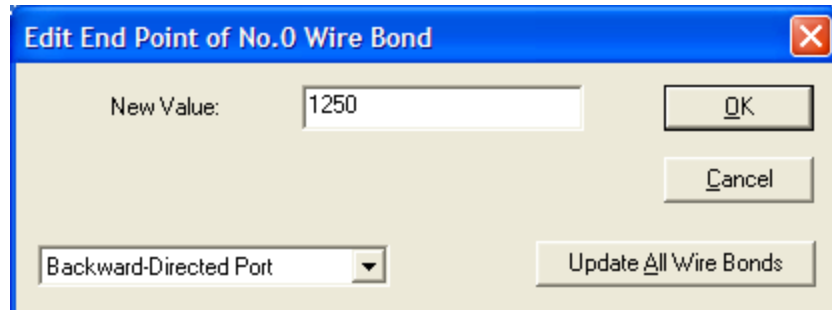 Edit End Point of No.0 Wire Bond
New Value: 1250 OK
Cancel
Backward-Directed Port Update All Wire Bonds